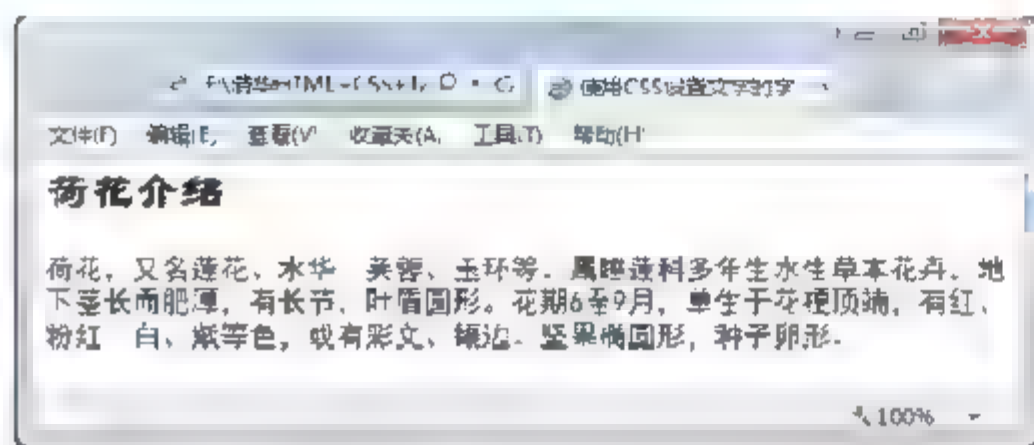 使用CSS设置文字的字
文件(F) 编辑(E) 查看(V) 收藏夹(A) 工具(T) 帮助(H)
荷花介绍
荷花，又名莲花、水华、芙蓉、玉环等。属睡莲科多年生水生草本花卉。地
下茎长而肥厚，有长节，叶盾圆形。花期6至9月，单生于花梗顶端，有红、
粉红、白、紫等色，或有彩文、镶边。坚果椭圆形，种子卵形。
100%